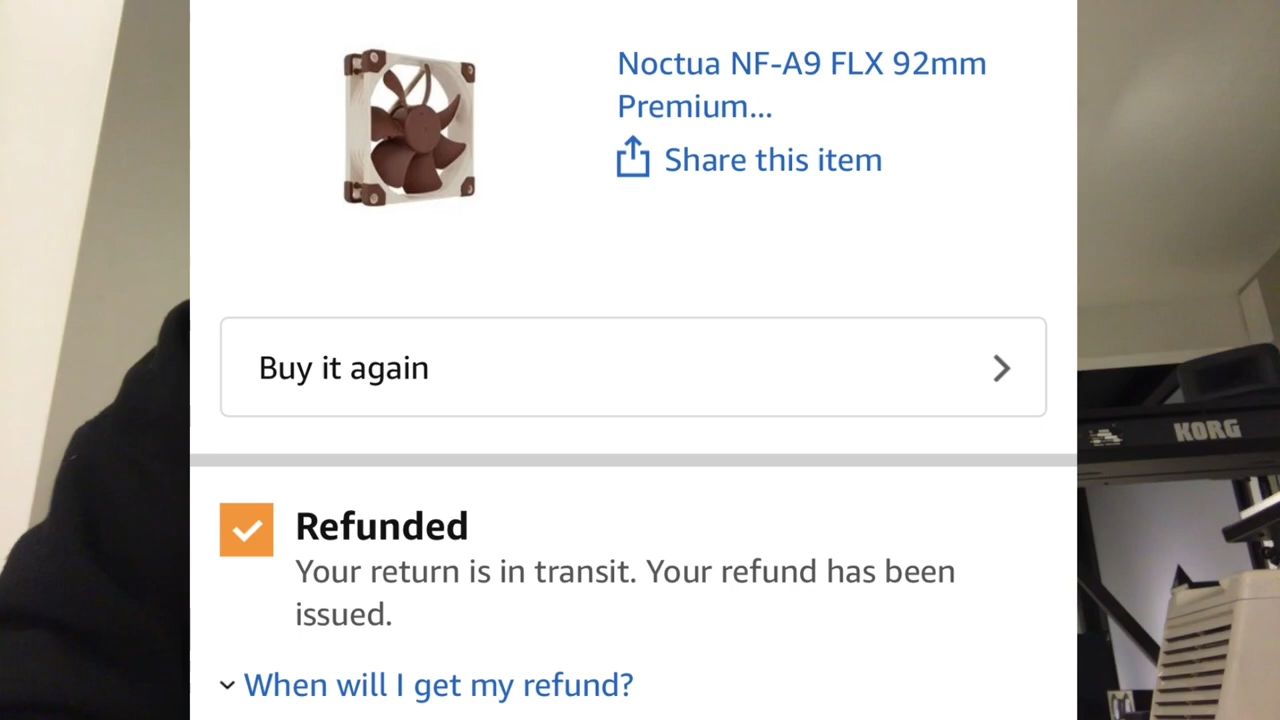 Noctua NF-A9 FLX 92mm
Premium...
Share this item
Buy it again
KORG
Refunded
Your return is in transit. Your refund has been
issued.
When will I get my refund?